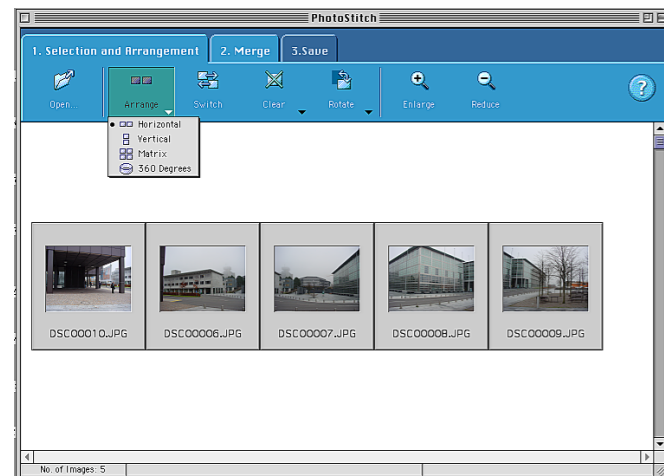 PhotoStitch
1. Selection and Arrangement 2. Merge 3.Save
Open... Arrange Switch Clear Rotate Enlarge Reduce ?
Horizontal
Vertical
Matrix
360 Degrees
DSC00010.JPG DSC00006.JPG DSC00007.JPG DSC00008.JPG DSC00009.JPG
No. of Images: 5